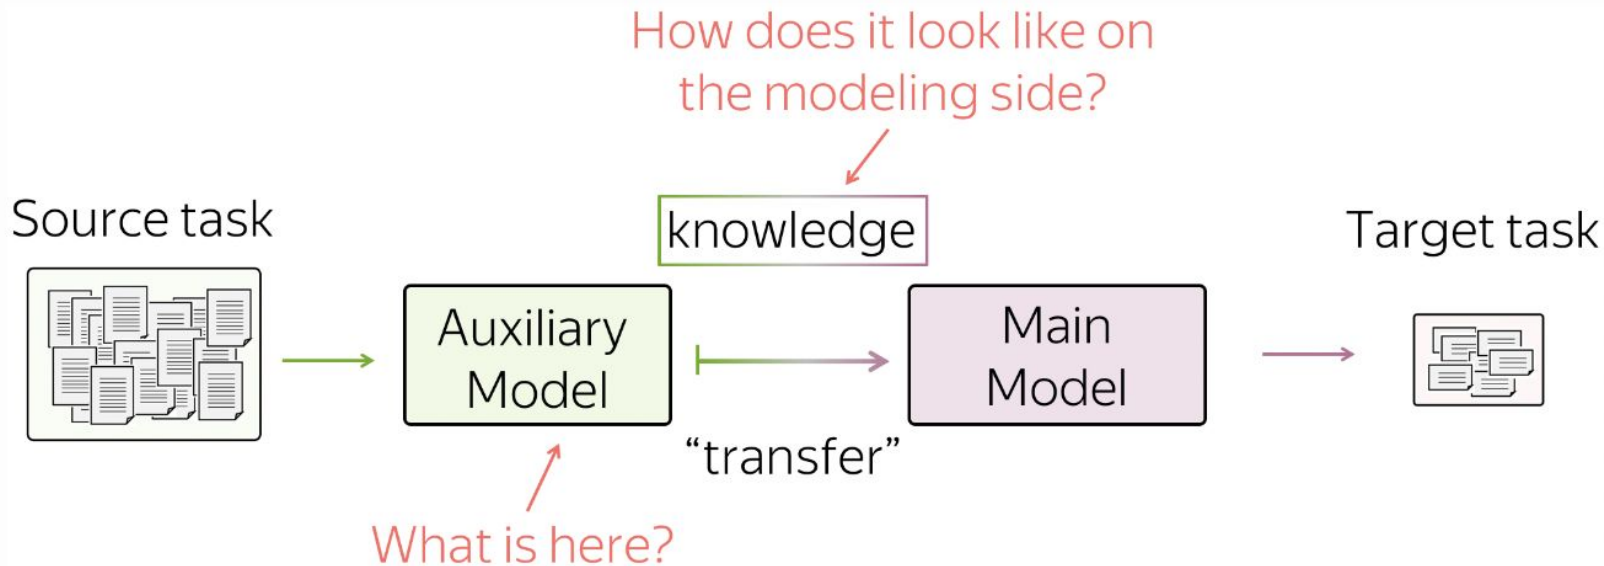 How does it look like on
the modeling side?
Source task
knowledge
Target task
Auxiliary
Model
Main
Model
“transfer”
What is here?